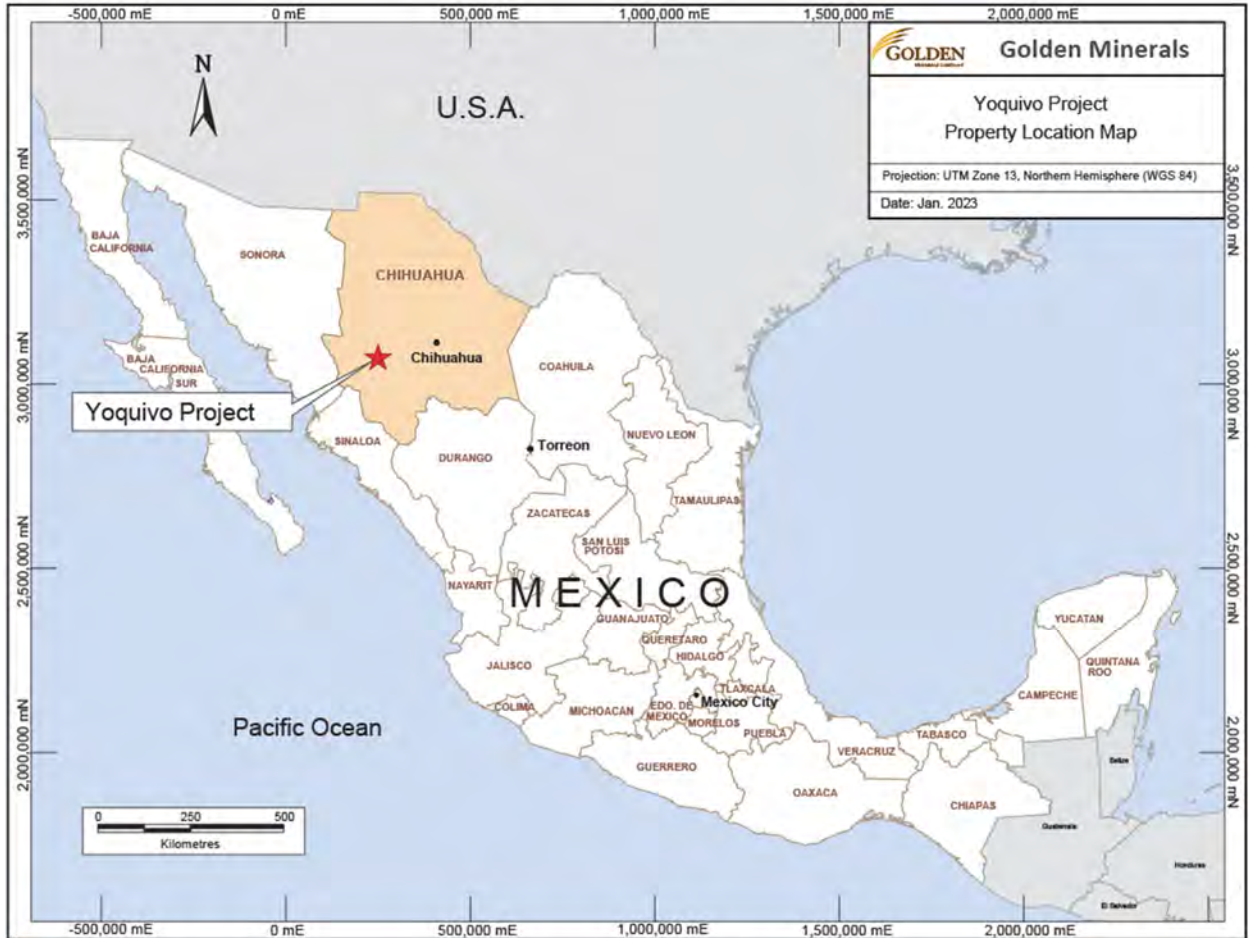 -500,000 mE
0 mE
500,000 mE
1,000,000 mE
1,500,000 mE
2,000,000 mE
GOLDEN
Golden Minerals
Yoquivo Project
Property Location Map
Projection: UTM Zone 13, Northern Hemisphere (WGS 84)
Date: Jan. 2023
N
U.S.A.
3,500,000 mN
3,500,000 mN
BAJA
CALIFORNIA
SONORA
CHIHUAHUA
Chihuahua
BAJA
CALIFORNIA
SUR
COAHUILA
3,000,000 mN
3,000,000 mN
Yoquivo Project
SINALOA
DURANGO
Torreon
NUEVO LEON
TAMAULIPAS
ZACATECAS
SAN LUIS
POTOSI
2,500,000 mN
2,500,000 mN
NAYARIT
MEXICO
GUANAJUATO
QUERETARO
HIDALGO
YUCATAN
QUINTANA
ROO
CAMPECHE
JALISCO
TLAXCALA
Mexico City
COLIMA
MICHOACAN
EDO. DE
MEXICO
MORELOS
PUEBLA
Pacific Ocean
VERACRUZ
TABASCO
2,000,000 mN
2,000,000 mN
Belize
GUERRERO
OAXACA
CHIAPAS
Guatemala
Honduras
El Salvador
0
250
500
Kilometres
-500,000 mE
0 mE
500,000 mE
1,000,000 mE
1,500,000 mE
2,000,000 mE